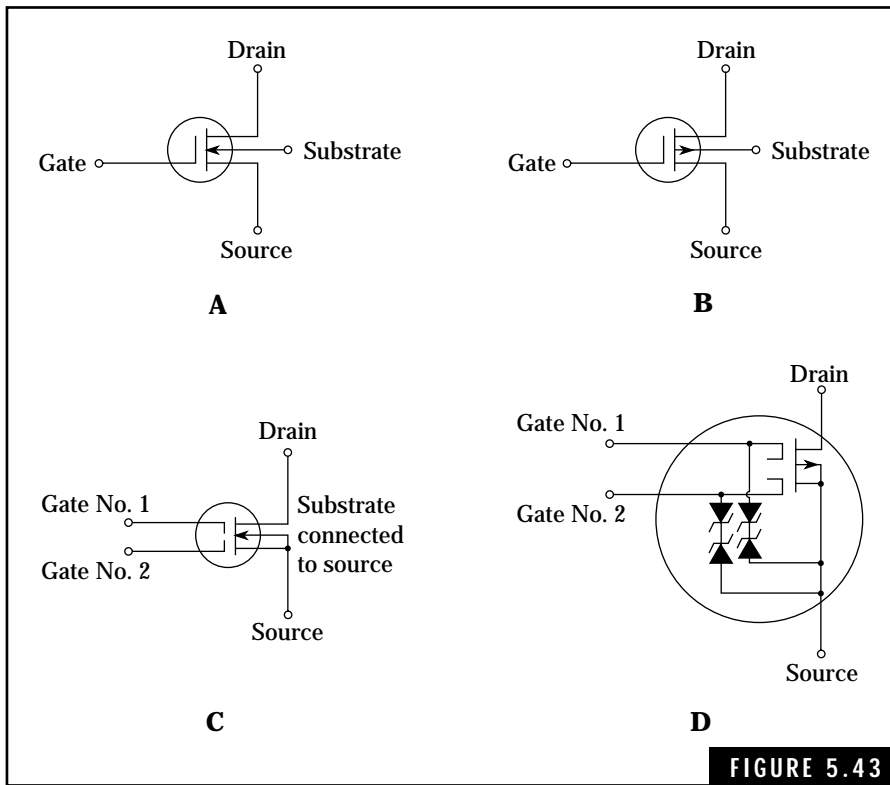 Drain
Gate
Substrate
Source
A
Drain
Gate
Substrate
Source
B
Drain
Gate No. 1
Gate No. 2
Substrate
connected
to source
Source
C
Drain
Gate No. 1
Gate No. 2
Source
D
FIGURE 5.43